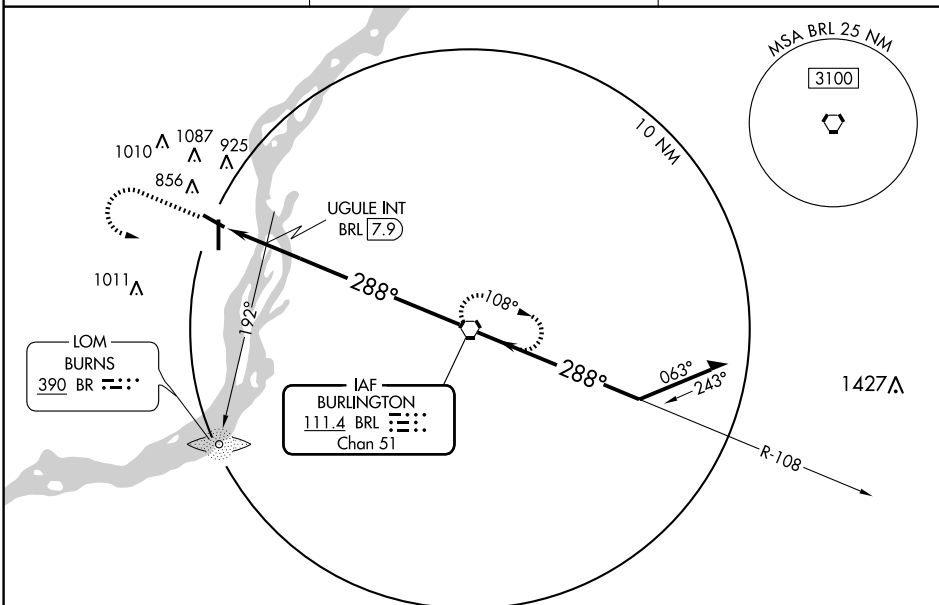 MSA BRL 25 NM
3100
10 NM
1010
1087
925
856
UGULE INT
BRL 7.9
1011
288°
108°
192°
LOM
BURNS
390 BR
288°
063°
243°
1427
IAF
BURLINGTON
111.4 BRL
Chan 51
R-108